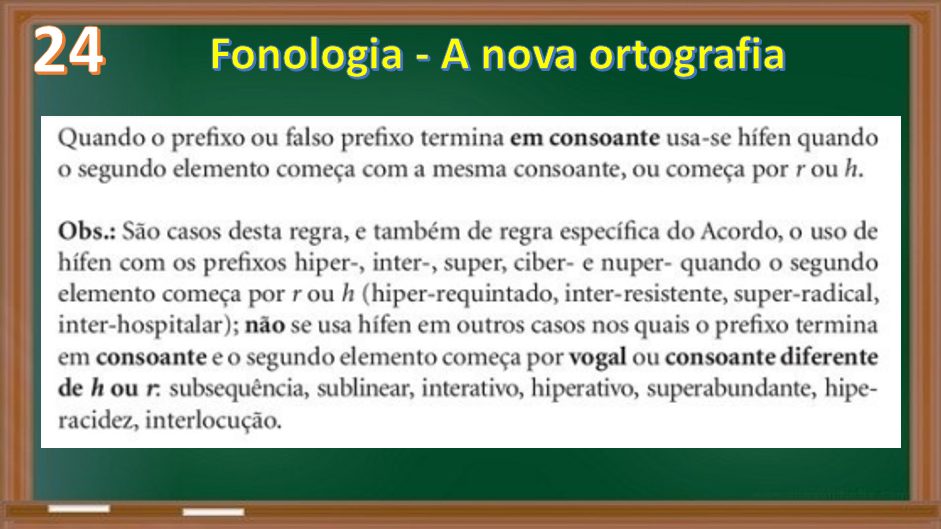 24
Fonologia - A nova ortografia
Quando o prefixo ou falso prefixo termina em consoante usa-se hífen quando
o segundo elemento começa com a mesma consoante, ou começa por r ou h.
Obs.: São casos desta regra, e também de regra específica do Acordo, o uso de
hífen com os prefixos hiper-, inter-, super, ciber- e nuper- quando o segundo
elemento começa por r ou h (hiper-requintado, inter-resistente, super-radical,
inter-hospitalar); não se usa hífen em outros casos nos quais o prefixo termina
em consoante e o segundo elemento começa por vogal ou consoante diferente
de h ou r: subsequência, sublinear, interativo, hiperativo, superabundante, hipe-
racidez, interlocução.